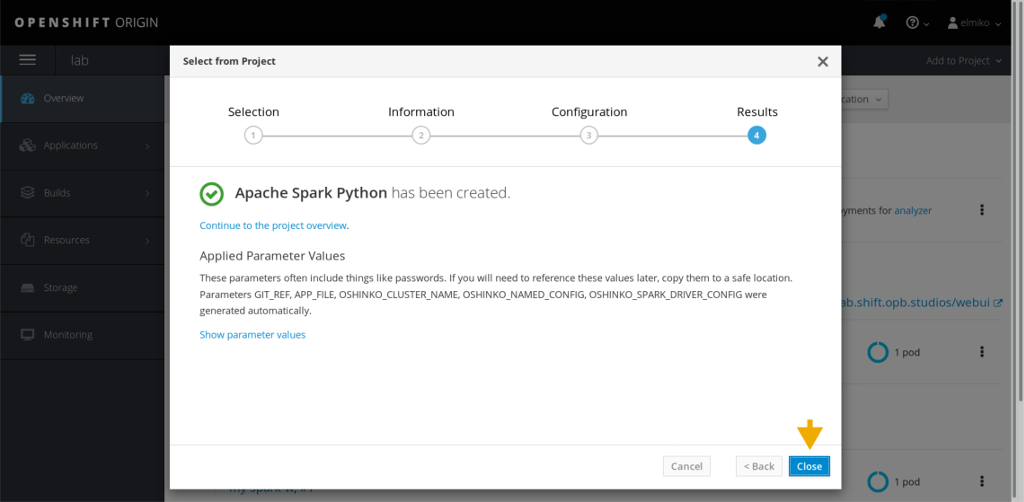 OPENSHIFT ORIGIN
elmiko
lab
Add to Project
Select from Project
Selection
Information
Configuration
Results
1
2
3
4
Overview
Applications
Builds
Resources
Storage
Monitoring
Apache Spark Python has been created.
Continue to the project overview.
Applied Parameter Values
These parameters often include things like passwords. If you will need to reference these values later, copy them to a safe location.
Parameters GIT_REF, APP_FILE, OSHINKO_CLUSTER_NAME, OSHINKO_NAMED_CONFIG, OSHINKO_SPARK_DRIVER_CONFIG were
generated automatically.
Show parameter values
for analyzer
ab.shift.opb.studios/webui
1 pod
1 pod
Cancel
< Back
Close